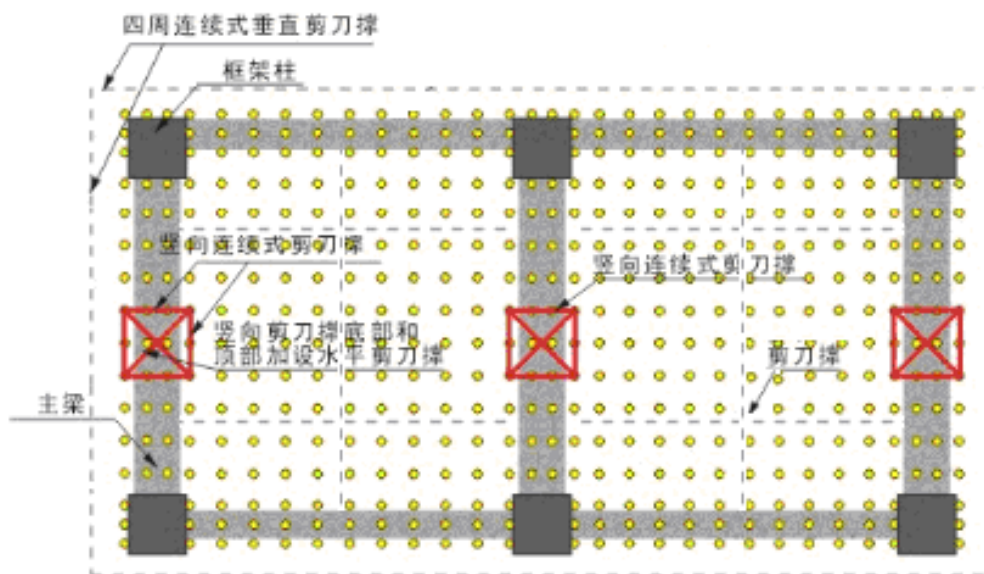 四周连续式垂直剪刀撑
框架柱
竖向连续式剪刀撑
竖向连续式剪刀撑
竖向剪刀撑底部和
顶部加设水平剪刀撑
剪刀撑
主梁